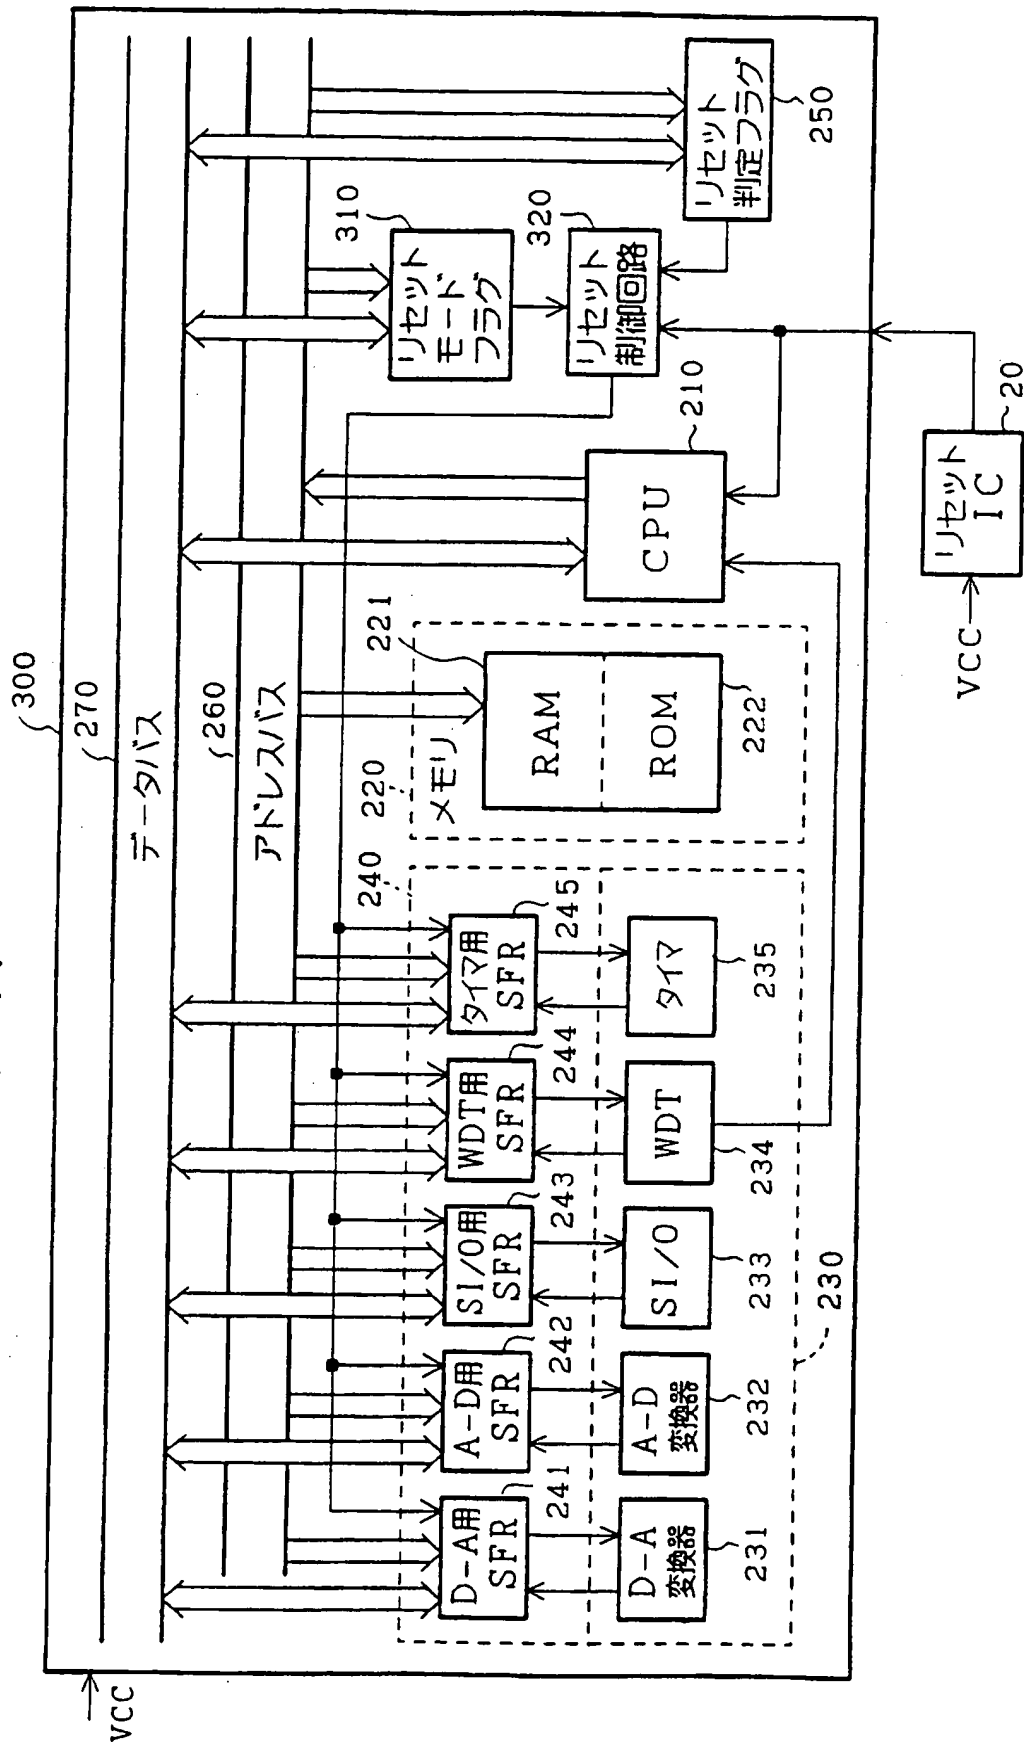 300
270
データバス
260
アドレスバス
VCC
240
220
メモリ
221
RAM
ROM
222
310
リセット
モード
フラグ
320
リセット
制御回路
リセット
判定フラグ
250
210
CPU
D-A用
SFR
241
A-D用
SFR
242
SI/O用
SFR
243
WDT用
SFR
244
タイマ用
SFR
245
D-A
変換器
231
A-D
変換器
232
SI/O
233
WDT
234
タイマ
235
230
VCC
リセット
IC
20